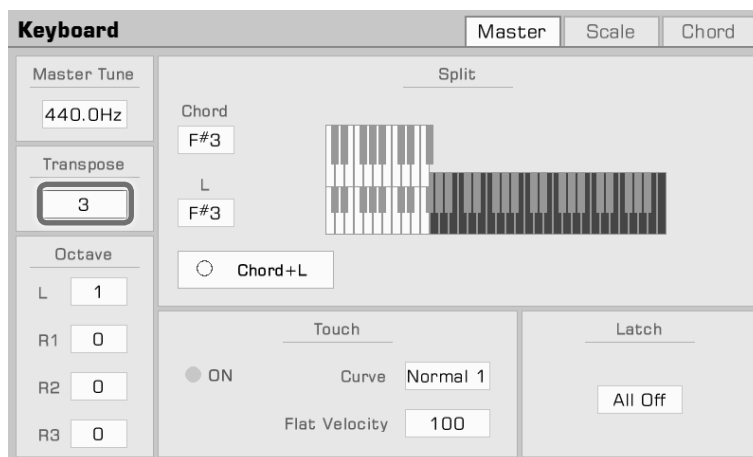 Keyboard
Master
Scale
Chord
Master Tune
440.0Hz
Transpose
3
Octave
L 1
R1 0
R2 0
R3 0
Split
Chord
F#3
L
F#3
Chord+L
Touch
ON
Curve Normal 1
Flat Velocity 100
Latch
All Off